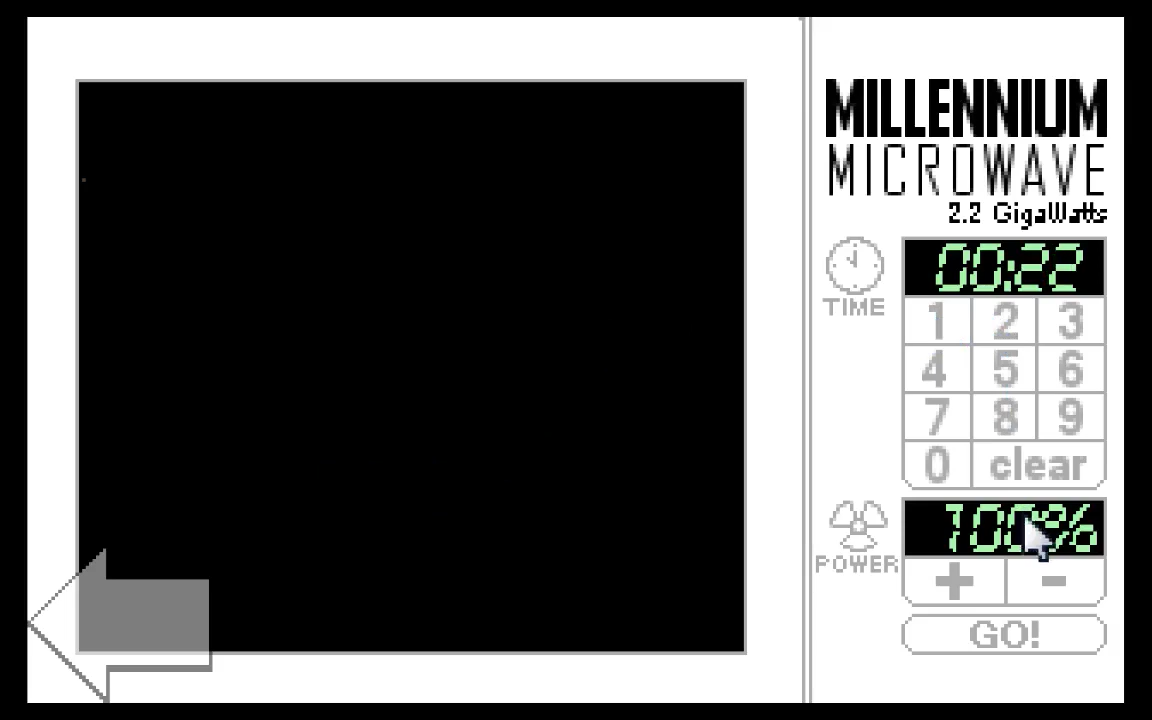 MILLENNIUM
MICROWAVE
2.2 GigaWatts
00:22
TIME
1 2 3
4 5 6
7 8 9
0 clear
100%
POWER
+ -
GO!